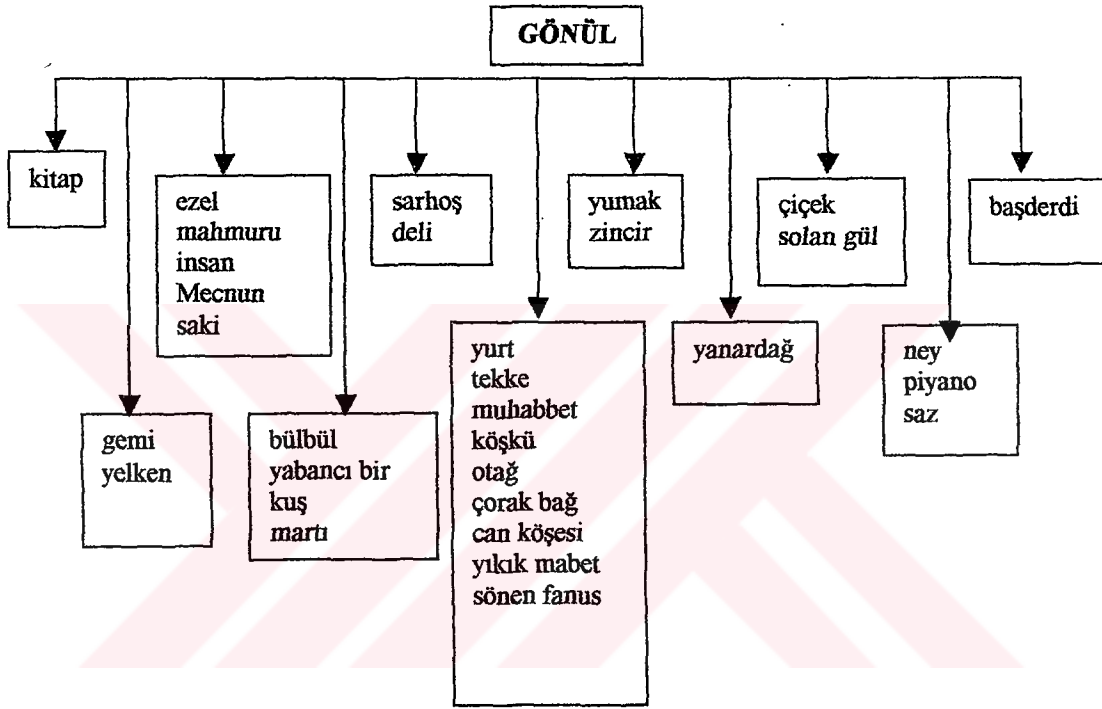 GÖNÜL
kitap
gemi
yelken
ezel
mahmuru
insan
Mecnun
saki
bülbül
yabancı bir
kuş
martı
sarhoş
deli
yurt
tekke
muhabbet
köşkü
otağ
çorak bağ
can köşesi
yıkık mabet
sönen fanus
yumak
zincir
yanardağ
çiçek
solan gül
ney
piyano
saz
başderdi